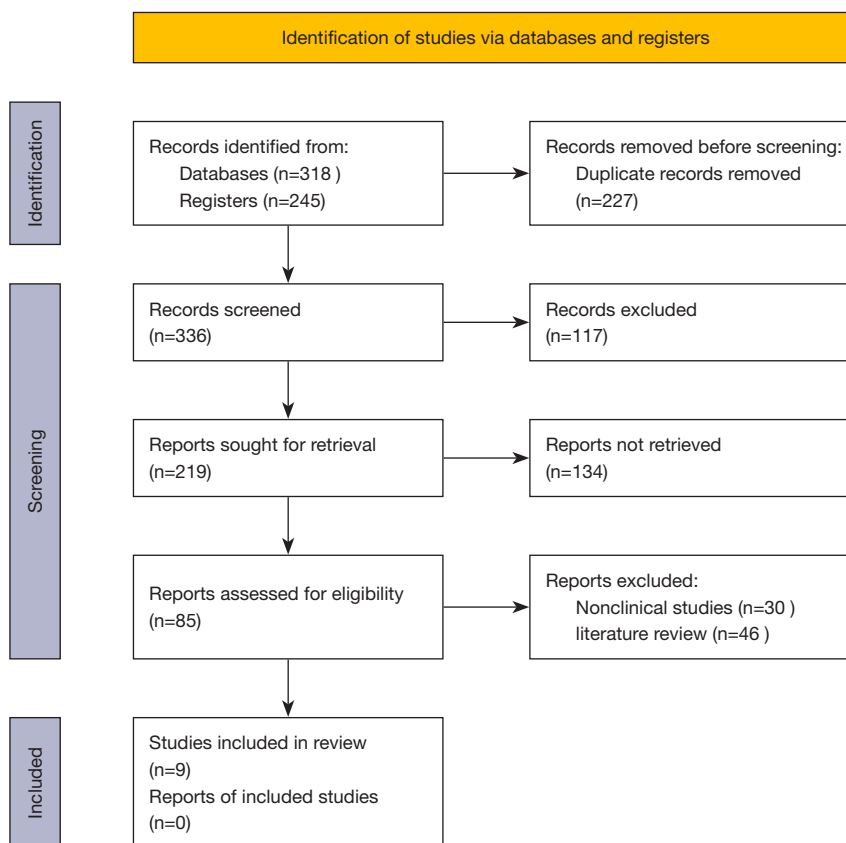 Identification of studies via databases and registers
Identification
Records identified from:
Databases (n=318 )
Registers (n=245)
Records removed before screening:
Duplicate records removed
(n=227)
Screening
Records screened
(n=336)
Records excluded
(n=117)
Reports sought for retrieval
(n=219)
Reports not retrieved
(n=134)
Reports assessed for eligibility
(n=85)
Reports excluded:
Nonclinical studies (n=30 )
literature review (n=46 )
Included
Studies included in review
(n=9)
Reports of included studies
(n=0)